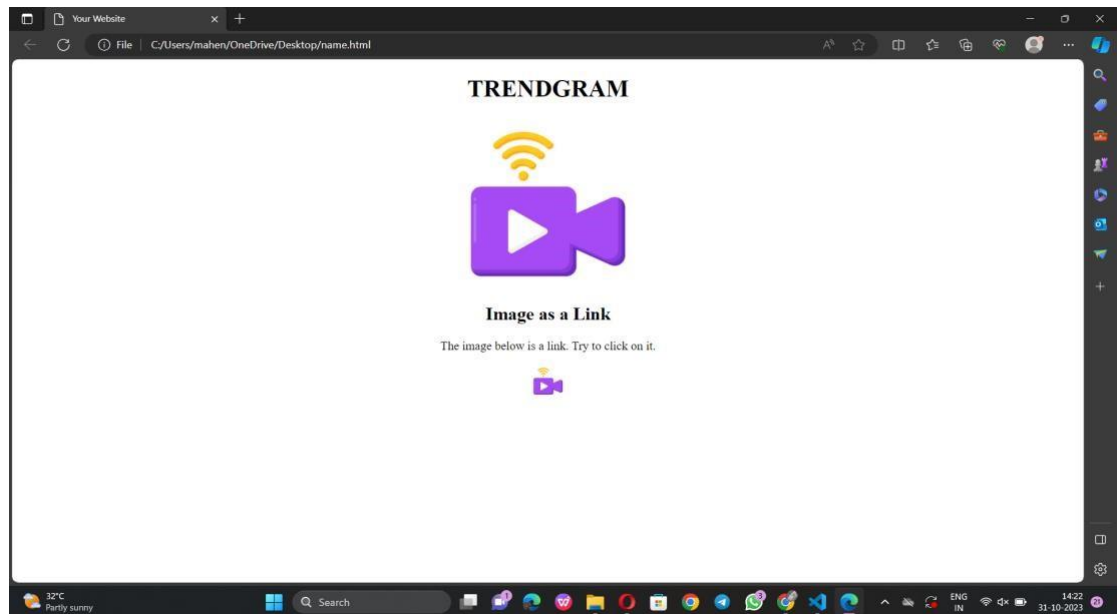 Your Website
File
C:/Users/mahen/OneDrive/Desktop/name.html
TRENDGRAM
Image as a Link
The image below is a link. Try to click on it.
32°C
Partly sunny
Search
ENG
IN
14:22
31-10-2023
21